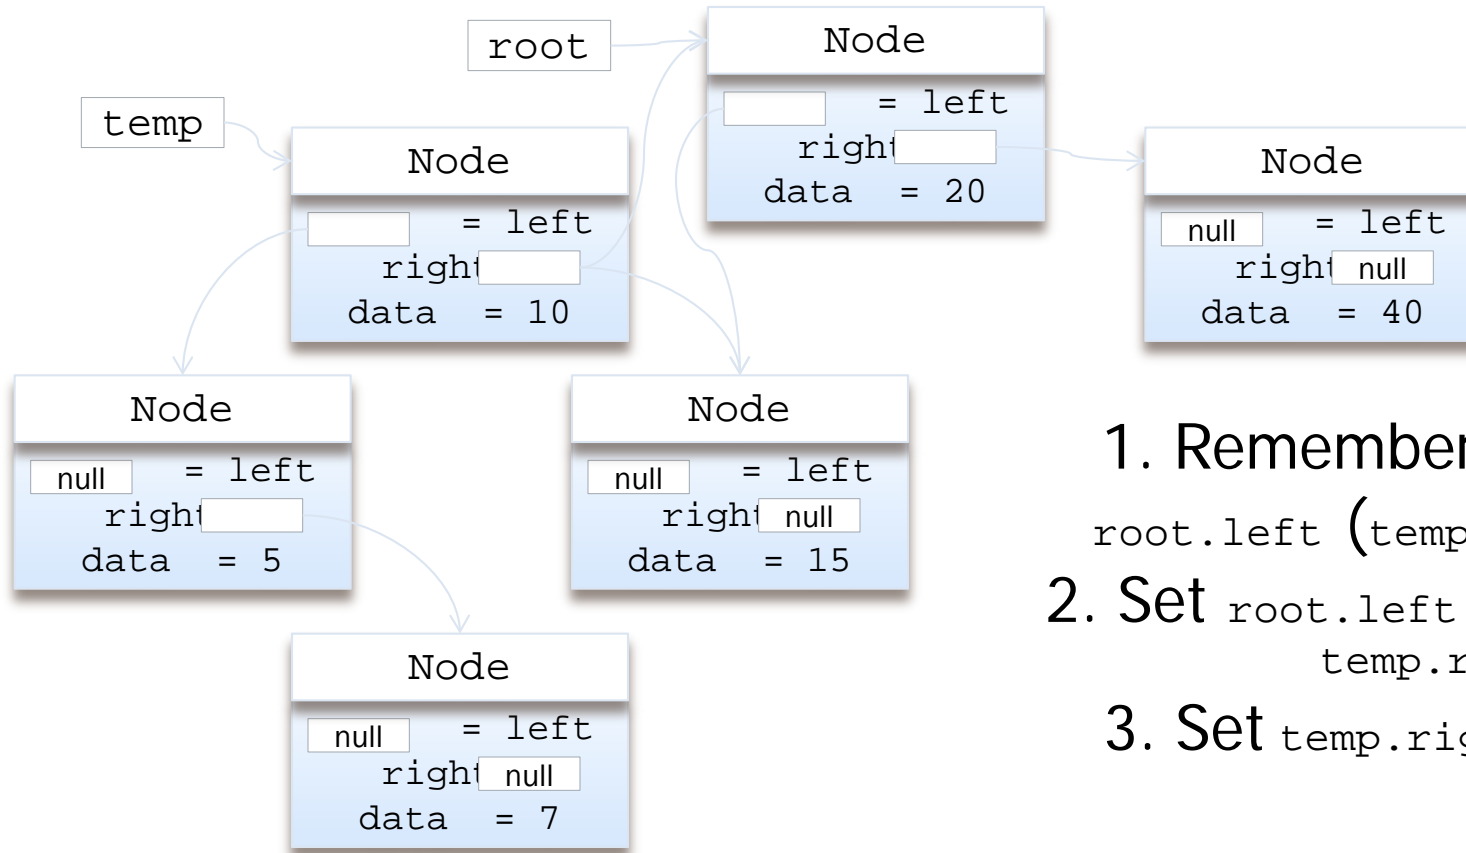 root
Node
= left
right
data = 20
temp
Node
= left
right
data = 10
Node
null = left
right null
data = 40
Node
null = left
right
data = 5
Node
null = left
right null
data = 15
Node
null = left
right null
data = 7
1. Remember
root.left (temp
2. Set root.left
temp.r
3. Set temp.rig